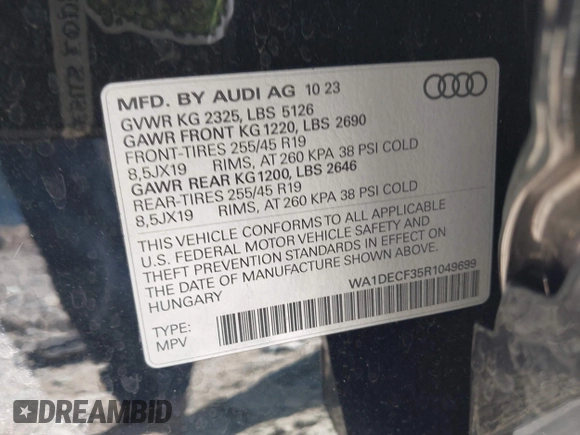 MFD. BY AUDI AG 10 23
GVWR KG 2325, LBS 5126
GAWR FRONT KG 1220, LBS 2690
FRONT-TIRES 255/45 R19
8,5JX19 RIMS, AT 260 KPA 38 PSI COLD
GAWR REAR KG 1200, LBS 2646
REAR-TIRES 255/45 R19
8,5JX19 RIMS, AT 260 KPA 38 PSI COLD
THIS VEHICLE CONFORMS TO ALL APPLICABLE
U.S. FEDERAL MOTOR VEHICLE SAFETY AND
THEFT PREVENTION STANDARDS IN EFFECT ON
THE DATE OF MANUFACTURE SHOWN ABOVE.
HUNGARY
WA1DECF35R1049699
TYPE:
MPV
DREAMBID